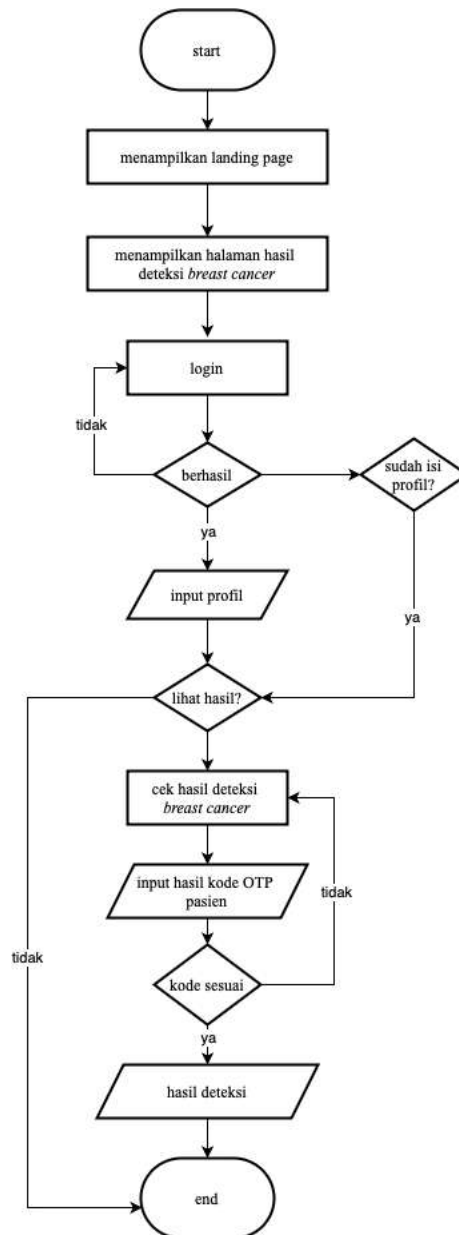 start
menampilkan landing page
menampilkan halaman hasil
deteksi breast cancer
login
tidak
berhasil
sudah isi
profil?
ya
input profil
ya
lihat hasil?
cek hasil deteksi
breast cancer
input hasil kode OTP
pasien
tidak
tidak
kode sesuai
ya
hasil deteksi
end